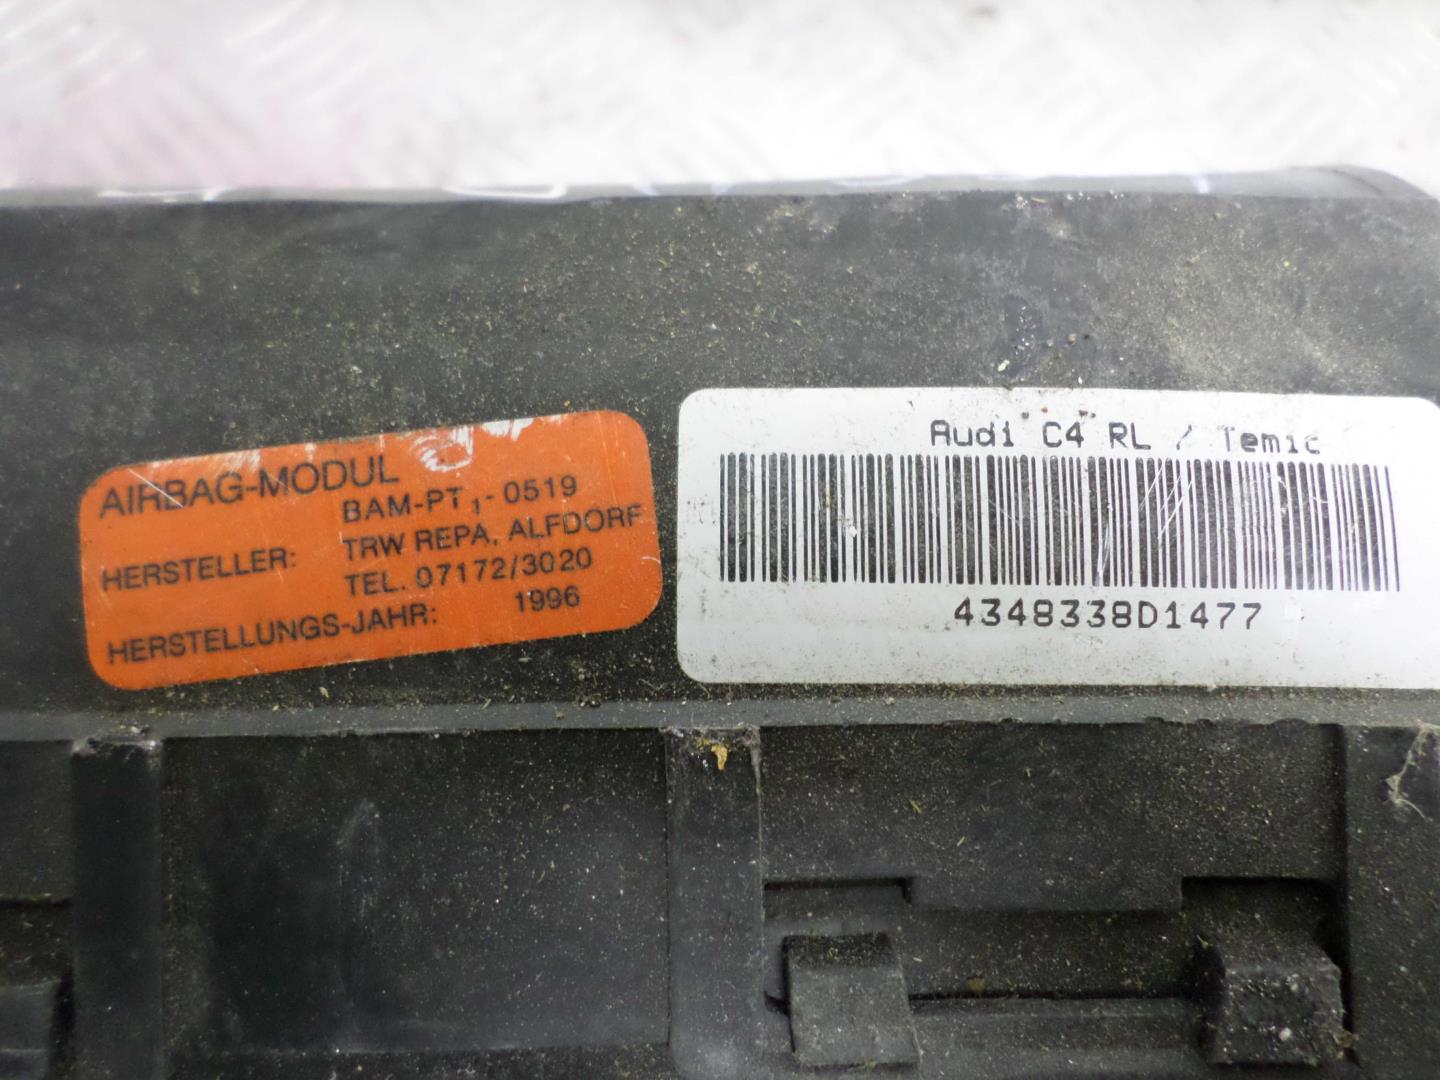 AIRBAG-MODUL
BAM-PT1-0519
HERSTELLER: TRW REPA, ALFDORF
TEL. 07172/3020
HERSTELLUNGS-JAHR: 1996
Audi C4 RL / Temic
4348338D1477